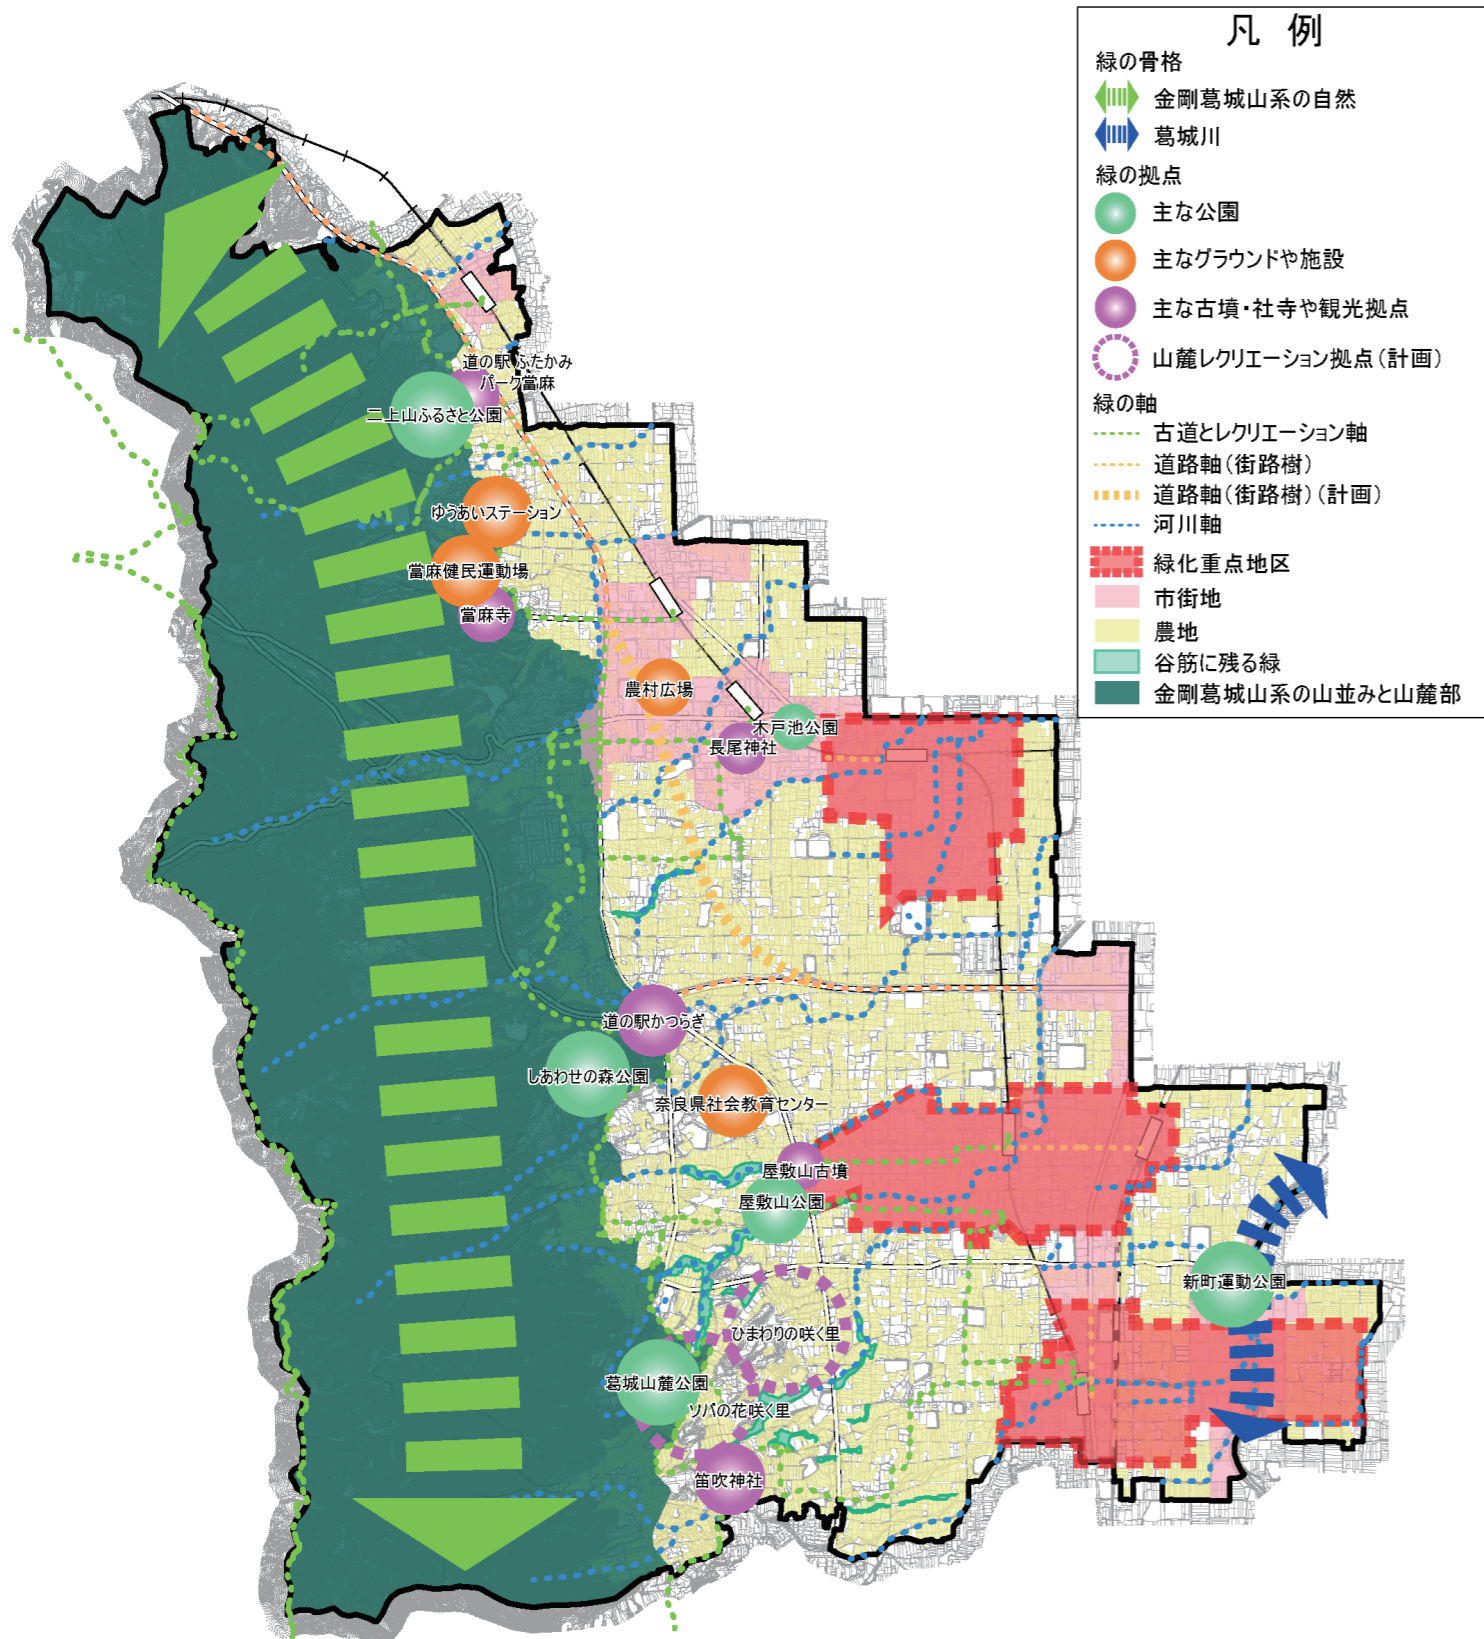 凡 例
緑の骨格
金剛葛城山系の自然
葛城川
緑の拠点
主な公園
主なグラウンドや施設
主な古墳・社寺や観光拠点
山麓レクリエーション拠点(計画)
緑の軸
古道とレクリエーション軸
道路軸(街路樹)
道路軸(街路樹)(計画)
河川軸
緑化重点地区
市街地
農地
谷筋に残る緑
金剛葛城山系の山並みと山麓部
道の駅 ふたかみ
パーク當麻
二上山ふるさと公園
ゆうあいステーション
當麻健民運動場
當麻寺
農村広場
木戸池公園
長尾神社
道の駅かつらぎ
しあわせの森公園
奈良県社会教育センター
屋敷山古墳
屋敷山公園
新町運動公園
ひまわりの咲く里
葛城山麓公園
ソバの花咲く里
笛吹神社